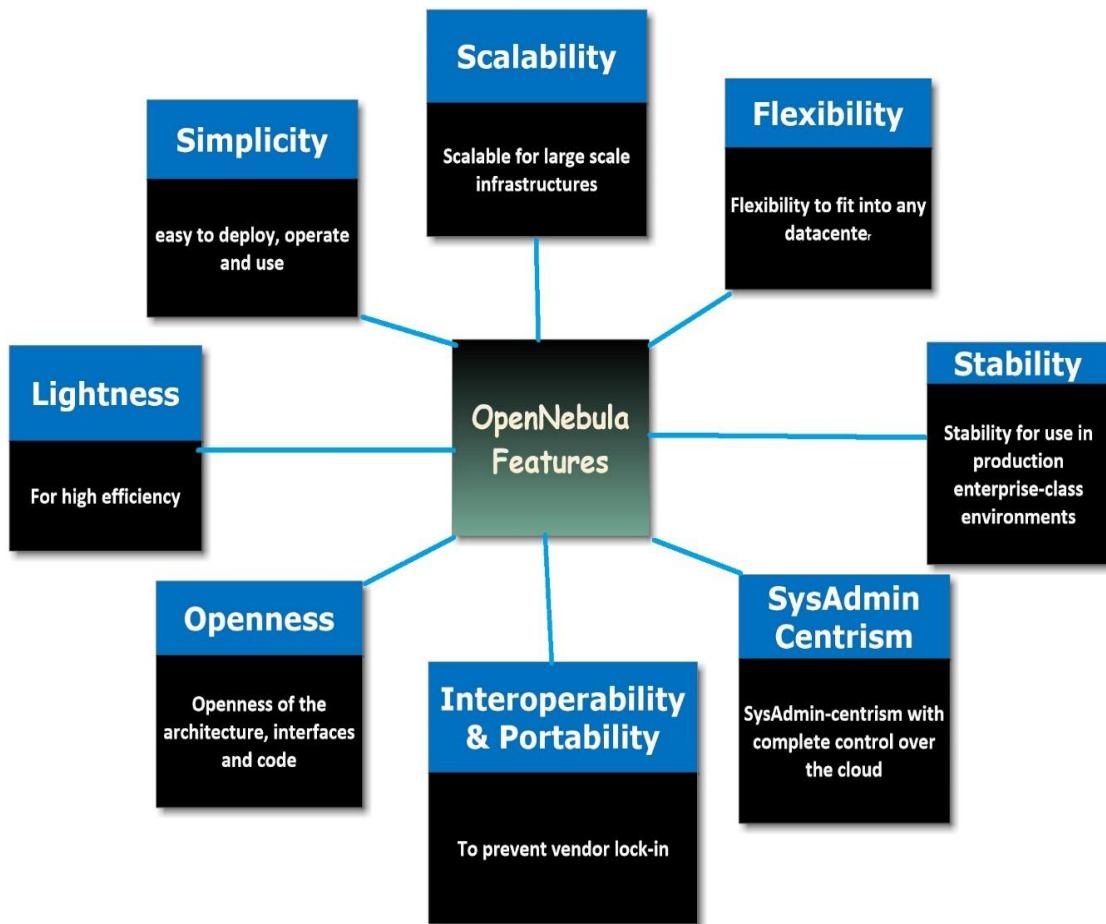 Scalability
Scalable for large scale
infrastructures
Simplicity
easy to deploy, operate
and use
Flexibility
Flexibility to fit into any
datacenter
Lightness
For high efficiency
OpenNebula
Features
Stability
Stability for use in
production
enterprise-class
environments
Openness
Openness of the
architecture, interfaces
and code
Interoperability
& Portability
To prevent vendor lock-in
SysAdmin
Centrism
SysAdmin-centrism with
complete control over
the cloud